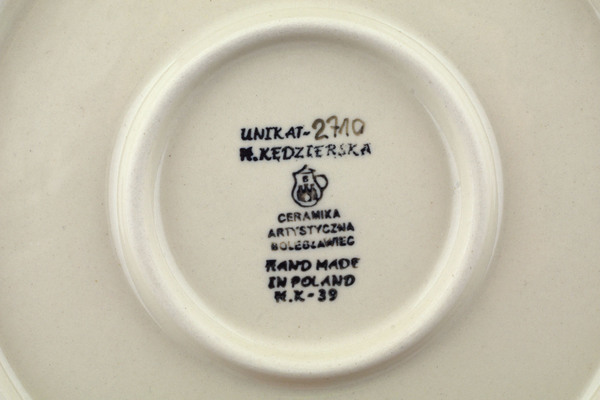 UNIKAT-2710
M.KĘDZIERSKA
B
CERAMIKA
ARTYSTYCZNA
BOLESŁAWIEC
HAND MADE
IN POLAND
M.K-39